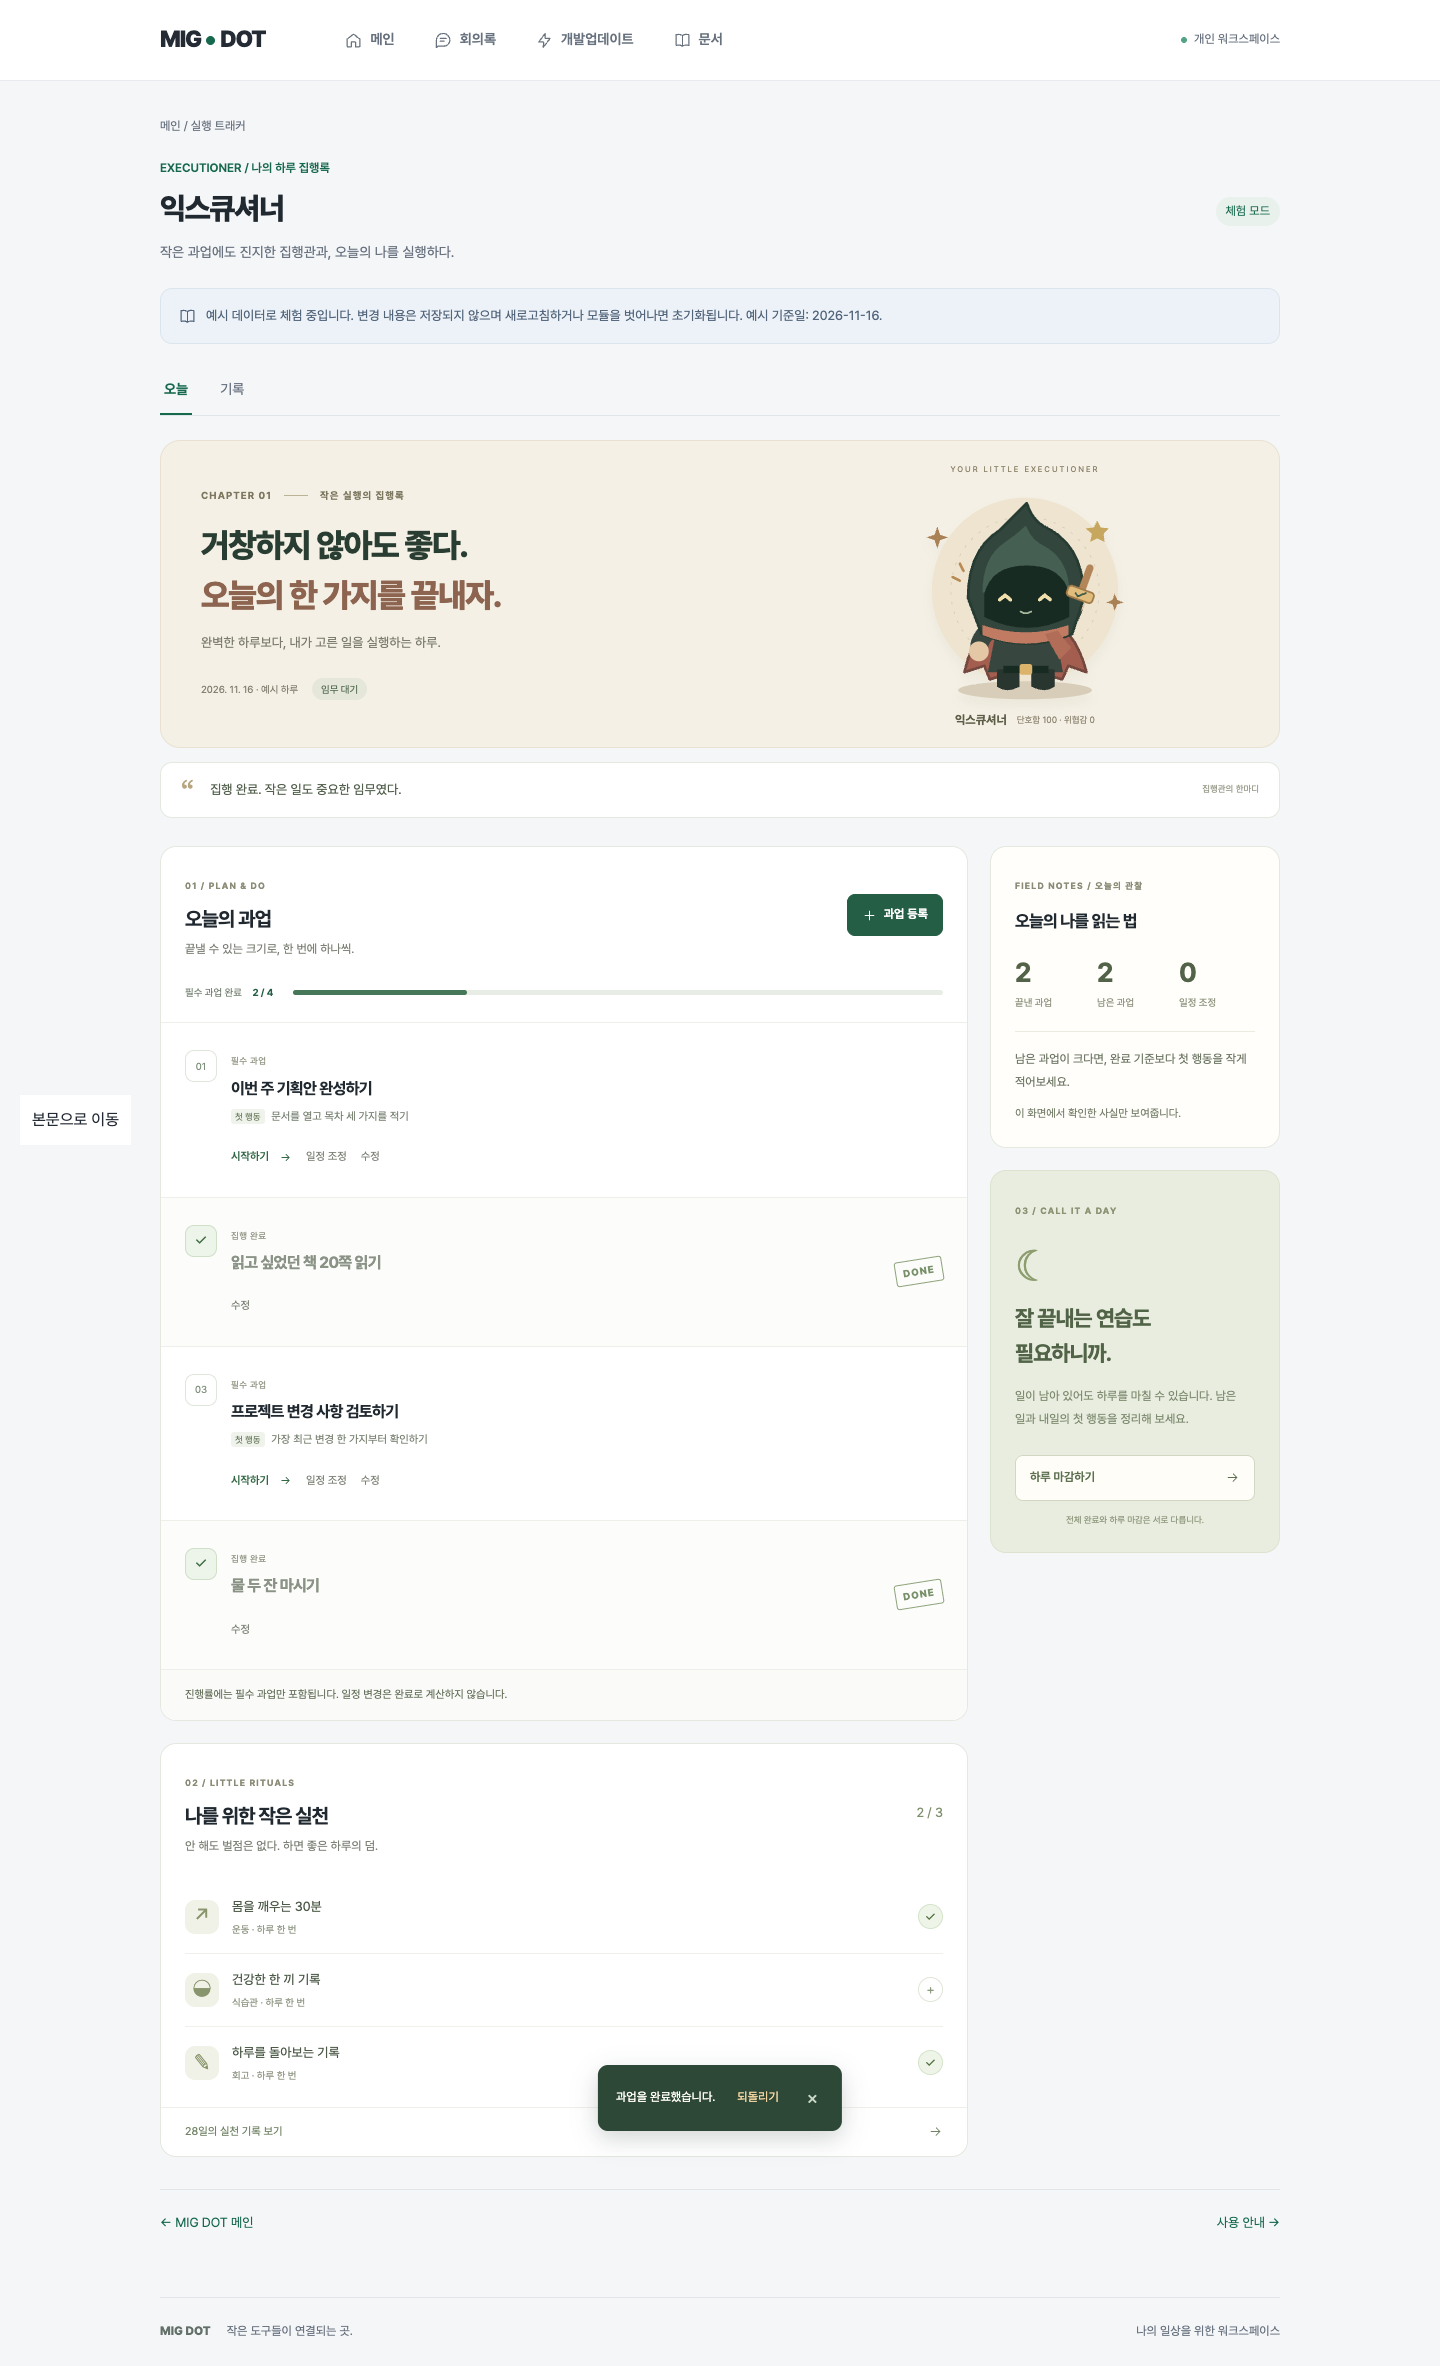 MIG DOT
메인
회의록
개발업데이트
문서
개인 워크스페이스
메인 / 실행 트래커
EXECUTIONER / 나의 하루 집행록
익스큐셔너
체험 모드
작은 과업에도 진지한 집행관과, 오늘의 나를 실행하다.
예시 데이터로 체험 중입니다. 변경 내용은 저장되지 않으며 새로고침하거나 모듈을 벗어나면 초기화됩니다. 예시 기준일: 2026-11-16.
오늘
기록
YOUR LITTLE EXECUTIONER
CHAPTER 01
작은 실행의 집행록
거창하지 않아도 좋다.
오늘의 한 가지를 끝내자.
완벽한 하루보다, 내가 고른 일을 실행하는 하루.
2026. 11. 16 · 예시 하루
임무 대기
익스큐셔너
단호함 100 · 위협감 0
“ 집행 완료. 작은 일도 중요한 임무였다.
집행관의 한마디
01 / PLAN & DO
오늘의 과업
끝낼 수 있는 크기로, 한 번에 하나씩.
+ 과업 등록
필수 과업 완료 2 / 4
01
필수 과업
이번 주 기획안 완성하기
첫 행동 문서를 열고 목차 세 가지를 적기
시작하기 → 일정 조정 수정
✓
집행 완료
읽고 싶었던 책 20쪽 읽기
수정
DONE
03
필수 과업
프로젝트 변경 사항 검토하기
첫 행동 가장 최근 변경 한 가지부터 확인하기
시작하기 → 일정 조정 수정
✓
집행 완료
물 두 잔 마시기
수정
DONE
진행률에는 필수 과업만 포함됩니다. 일정 변경은 완료로 계산하지 않습니다.
FIELD NOTES / 오늘의 관찰
오늘의 나를 읽는 법
2 2 0
끝낸 과업 남은 과업 일정 조정
남은 과업이 크다면, 완료 기준보다 첫 행동을 작게
적어보세요.
이 화면에서 확인한 사실만 보여줍니다.
03 / CALL IT A DAY
잘 끝내는 연습도
필요하니까.
일이 남아 있어도 하루를 마칠 수 있습니다. 남은
일과 내일의 첫 행동을 정리해 보세요.
하루 마감하기 →
전체 완료와 하루 마감은 서로 다릅니다.
본문으로 이동
02 / LITTLE RITUALS
나를 위한 작은 실천
2 / 3
안 해도 벌점은 없다. 하면 좋은 하루의 덤.
몸을 깨우는 30분
운동 · 하루 한 번
건강한 한 끼 기록
식습관 · 하루 한 번
하루를 돌아보는 기록
회고 · 하루 한 번
과업을 완료했습니다. 되돌리기 ×
28일의 실천 기록 보기 →
← MIG DOT 메인
사용 안내 →
MIG DOT 작은 도구들이 연결되는 곳.
나의 일상을 위한 워크스페이스